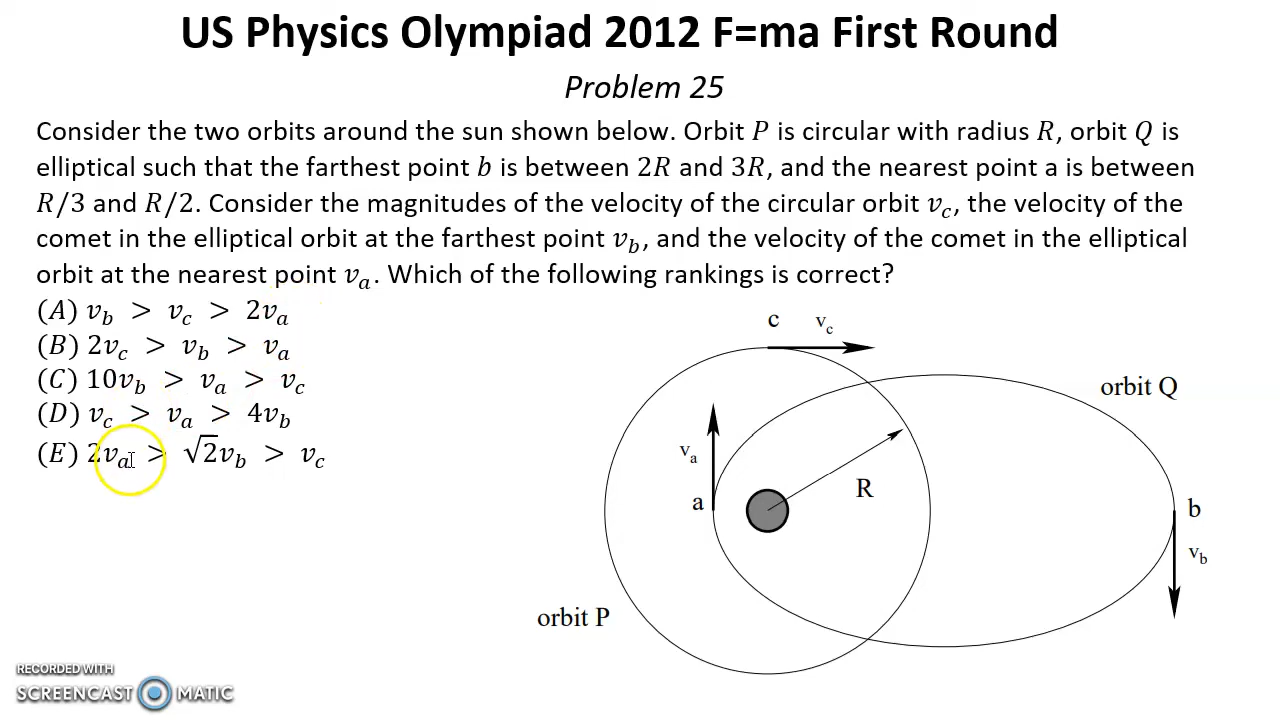 US Physics Olympiad 2012 F=ma First Round
Problem 25
Consider the two orbits around the sun shown below. Orbit P is circular with radius R, orbit Q is
elliptical such that the farthest point b is between 2R and 3R, and the nearest point a is between
R/3 and R/2. Consider the magnitudes of the velocity of the circular orbit v_c, the velocity of the
comet in the elliptical orbit at the farthest point v_b, and the velocity of the comet in the elliptical
orbit at the nearest point v_a. Which of the following rankings is correct?
(A) v_b > v_c > 2v_a
(B) 2v_c > v_b > v_a
(C) 10v_b > v_a > v_c
(D) v_c > v_a > 4v_b
(E) 2v_a > √2v_b > v_c
c
v_c
orbit Q
v_a
R
a
b
v_b
orbit P
RECORDED WITH
SCREENCAST MATIC